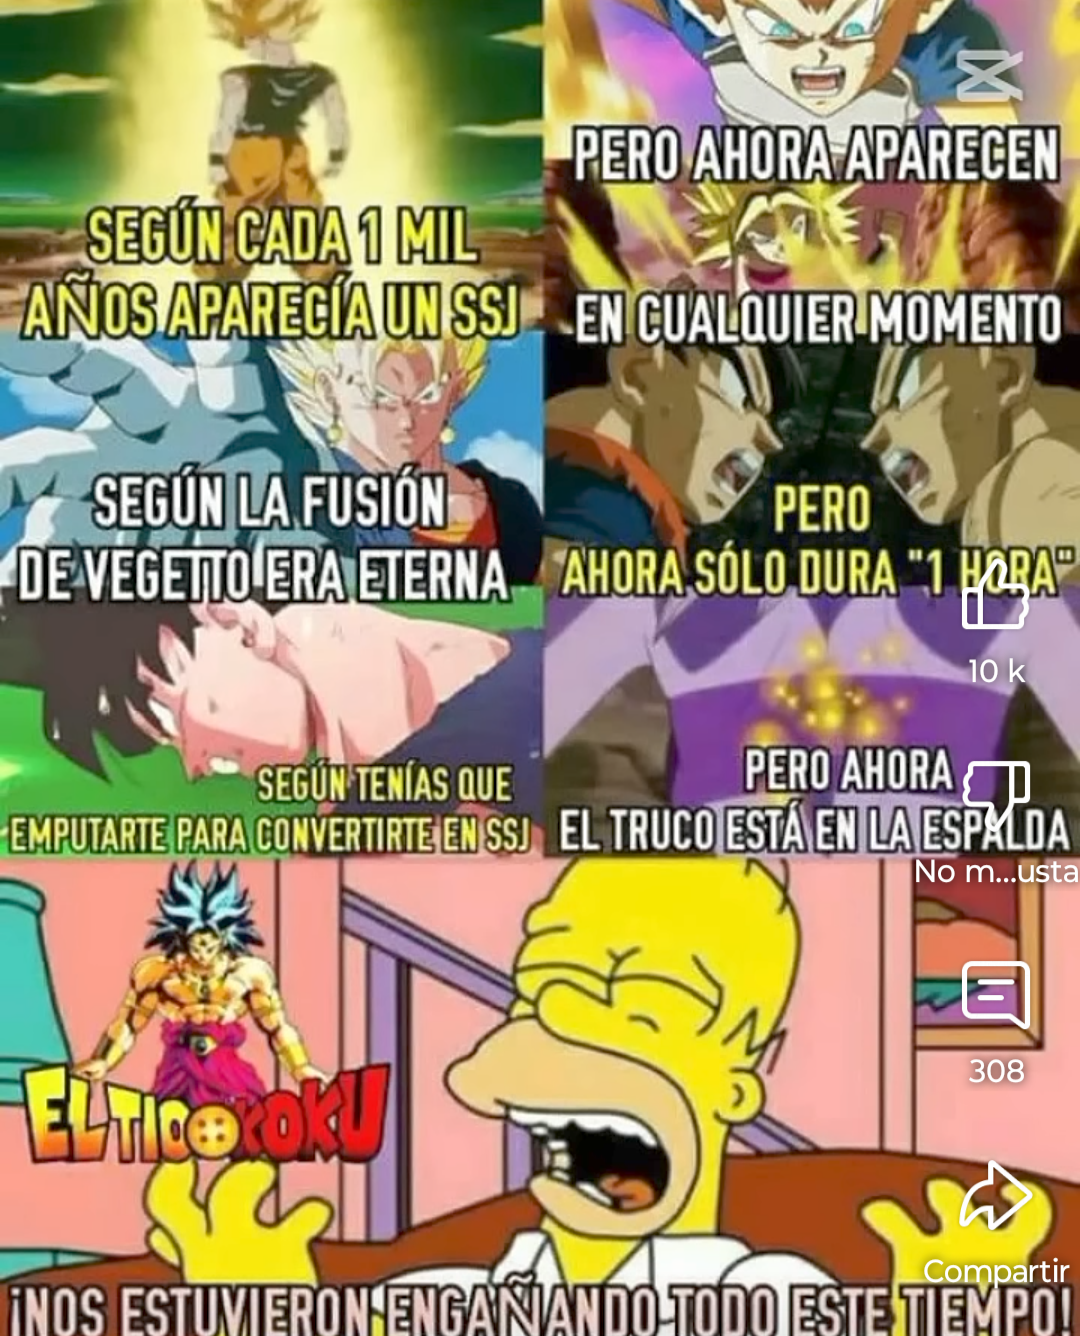 SEGÚN CADA 1 MIL
AÑOS APARECÍA UN SSJ
PERO AHORA APARECEN
EN CUALQUIER MOMENTO
SEGÚN LA FUSIÓN
DE VEGETTO ERA ETERNA
PERO
AHORA SÓLO DURA "1 HORA"
SEGÚN TENÍAS QUE
EMPUTARTE PARA CONVERTIRTE EN SSJ
PERO AHORA
EL TRUCO ESTÁ EN LA ESPALDA
10 k
No m...usta
308
Compartir
EL TIO KOKU
¡NOS ESTUVIERON ENGAÑANDO TODO ESTE TIEMPO!